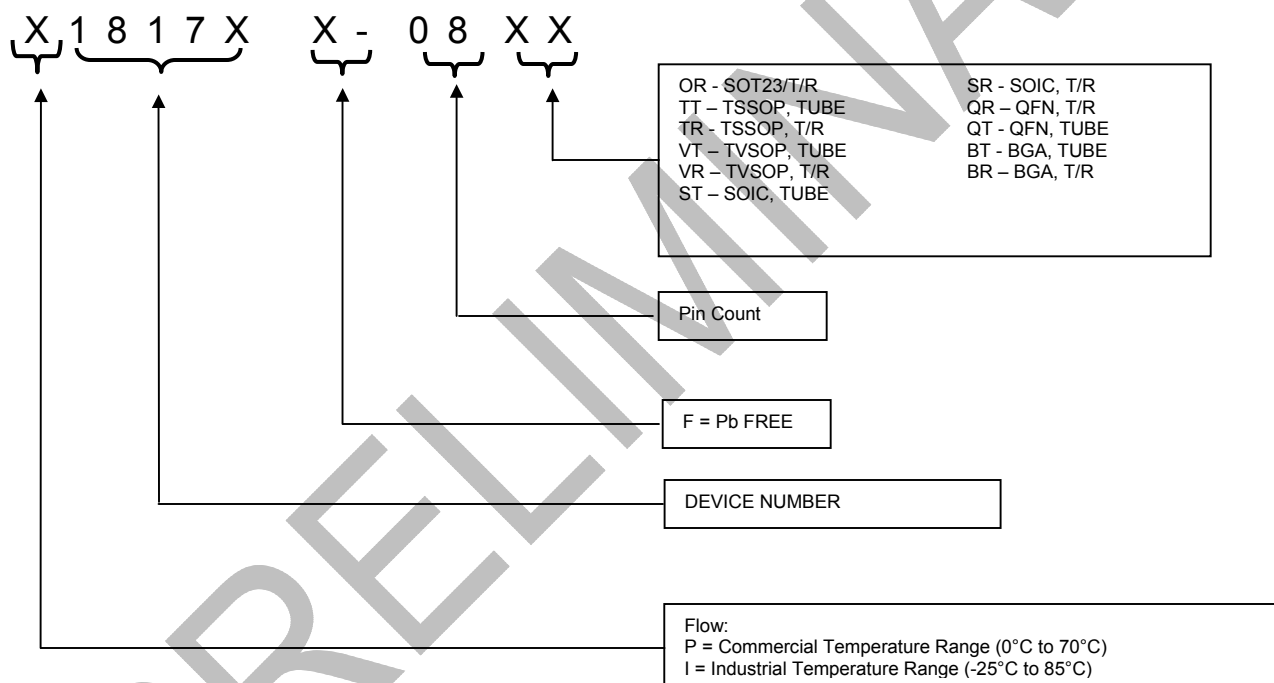 X 1 8 1 7 X X - 0 8 X X
OR - SOT23/T/R
TT – TSSOP, TUBE
TR - TSSOP, T/R
VT – TVSOP, TUBE
VR – TVSOP, T/R
ST – SOIC, TUBE
SR - SOIC, T/R
QR – QFN, T/R
QT - QFN, TUBE
BT - BGA, TUBE
BR – BGA, T/R
Pin Count
F = Pb FREE
DEVICE NUMBER
Flow:
P = Commercial Temperature Range (0°C to 70°C)
I = Industrial Temperature Range (-25°C to 85°C)
RELIMINA